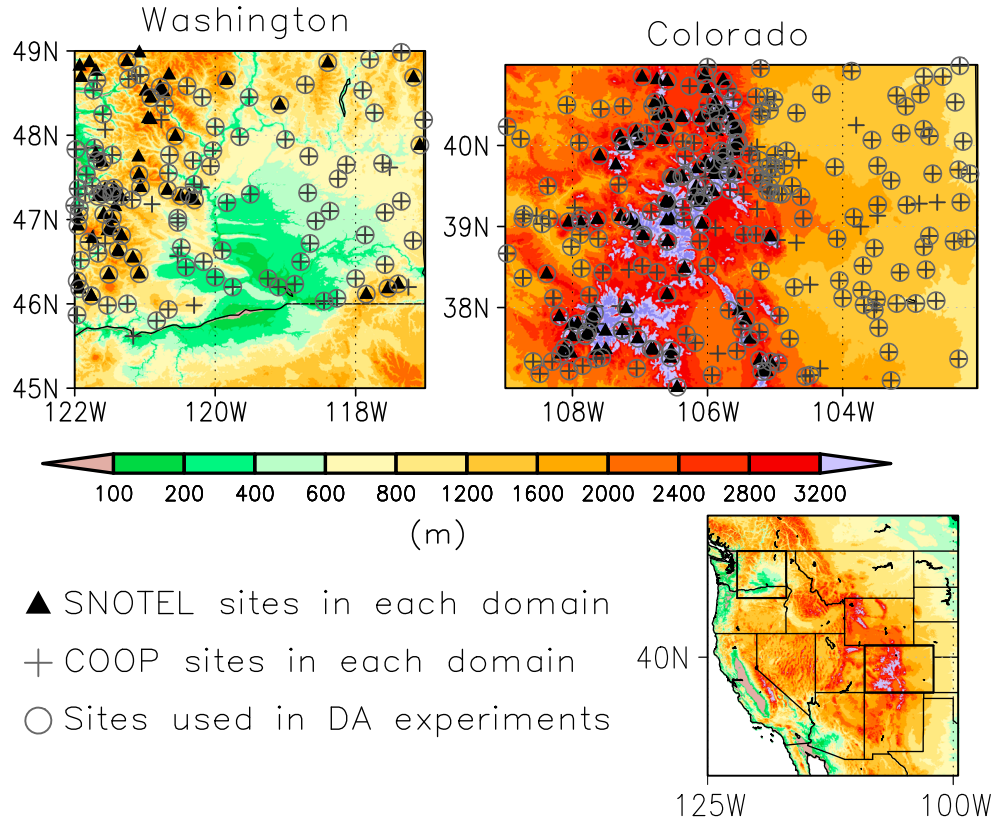 Washington
Colorado
49N
48N
47N
46N
45N
122W 120W 118W
40N
39N
38N
108W 106W 104W
100 200 400 600 800 1200 1600 2000 2400 2800 3200
(m)
SNOTEL sites in each domain
COOP sites in each domain
Sites used in DA experiments
40N
125W 100W